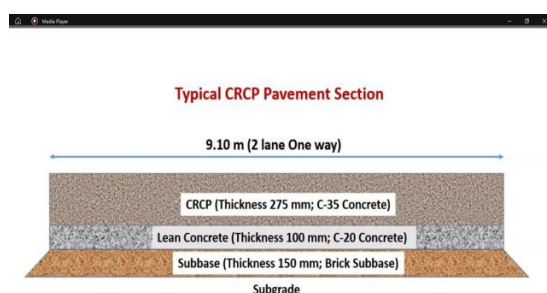 Media Player
Typical CRCP Pavement Section
9.10 m (2 lane One way)
CRCP (Thickness 275 mm; C-35 Concrete)
Lean Concrete (Thickness 100 mm; C-20 Concrete)
Subbase (Thickness 150 mm; Brick Subbase)
Subgrade